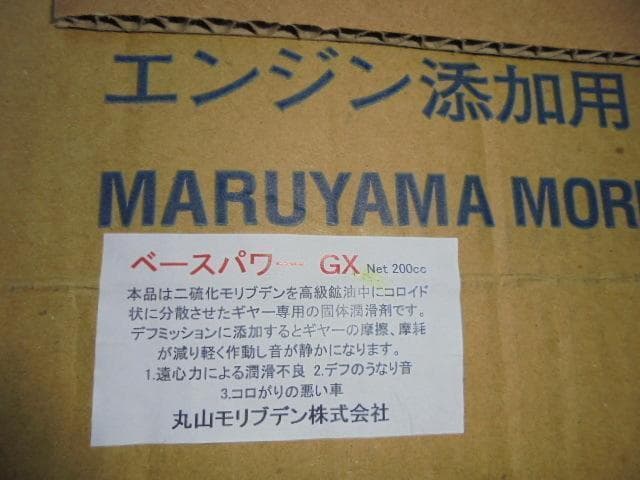 エンジン添加用
MARUYAMA MOR
ベースパワー GX Net 200cc
本品は二硫化モリブデンを高級鉱油中にコロイド
状に分散させたギヤー専用の固体潤滑剤です。
デフミッションに添加するとギヤーの摩擦、摩耗
が減り軽く作動し音が静かになります。
1.遠心力による潤滑不良 2.デフのうなり音
3.コロがりの悪い車
丸山モリブデン株式会社